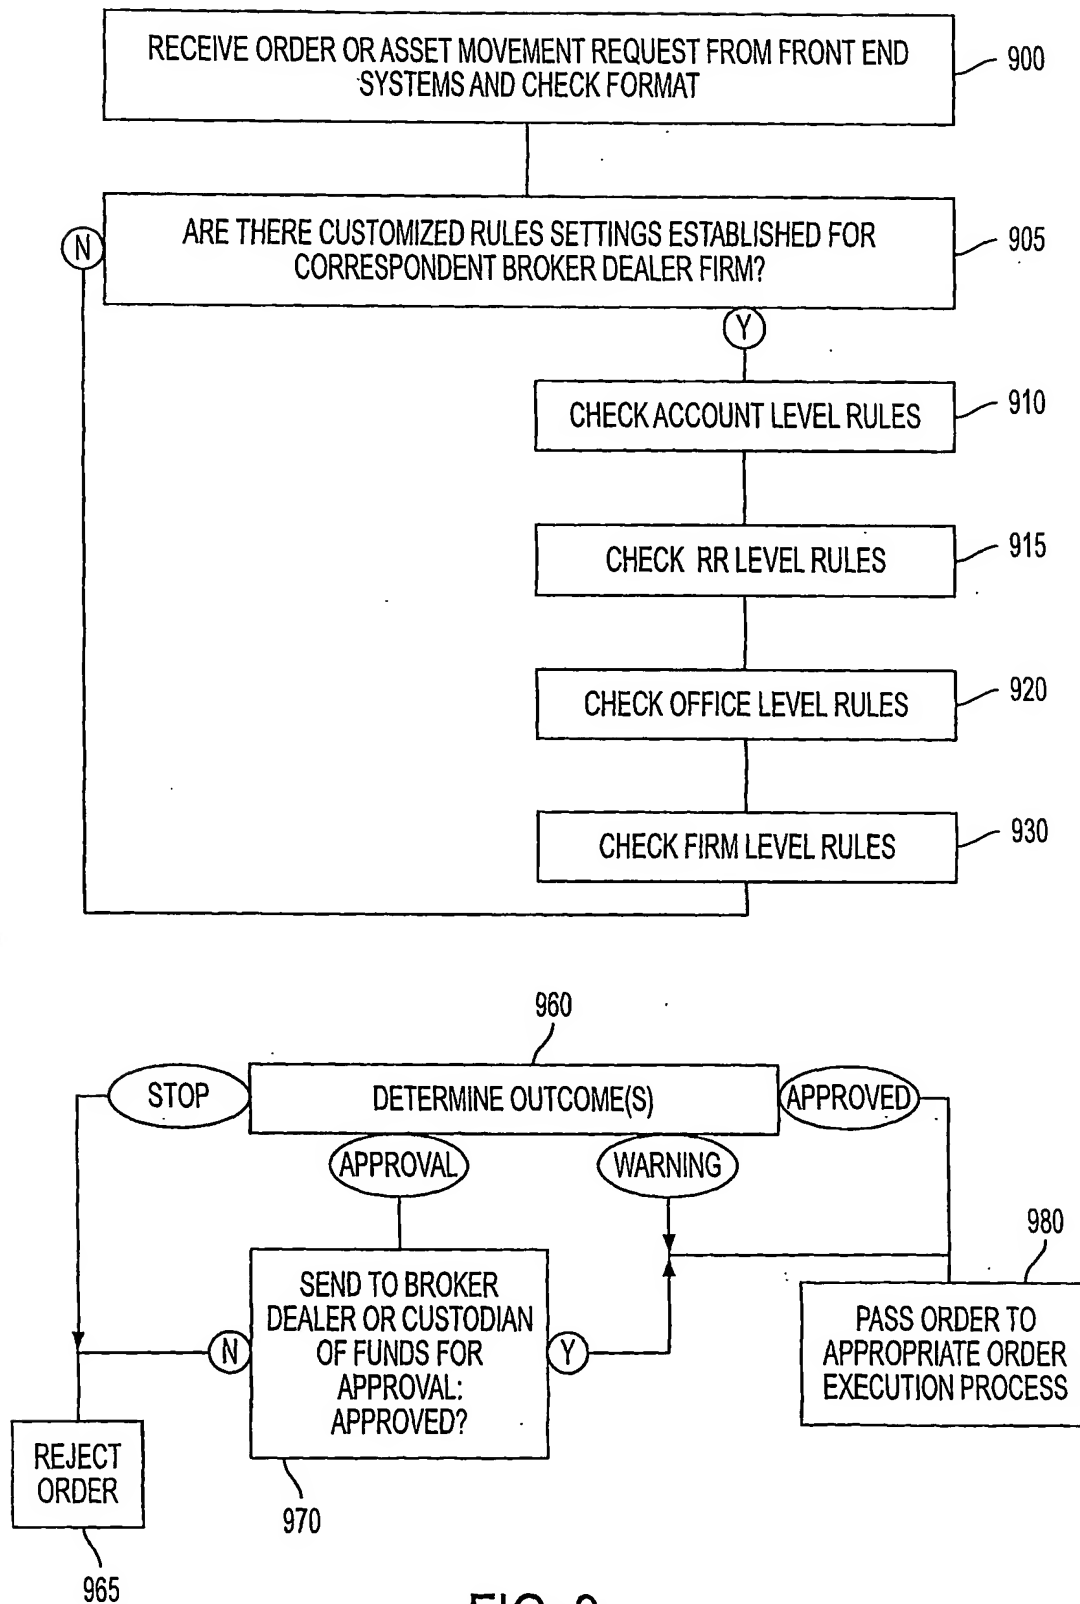 RECEIVE ORDER OR ASSET MOVEMENT REQUEST FROM FRONT END
SYSTEMS AND CHECK FORMAT
900
ARE THERE CUSTOMIZED RULES SETTINGS ESTABLISHED FOR
CORRESPONDENT BROKER DEALER FIRM?
905
N
Y
CHECK ACCOUNT LEVEL RULES
910
CHECK RR LEVEL RULES
915
CHECK OFFICE LEVEL RULES
920
CHECK FIRM LEVEL RULES
930
960
STOP
DETERMINE OUTCOME(S)
APPROVED
APPROVAL
WARNING
980
SEND TO BROKER
DEALER OR CUSTODIAN
OF FUNDS FOR
APPROVAL:
APPROVED?
N
Y
PASS ORDER TO
APPROPRIATE ORDER
EXECUTION PROCESS
REJECT
ORDER
970
965